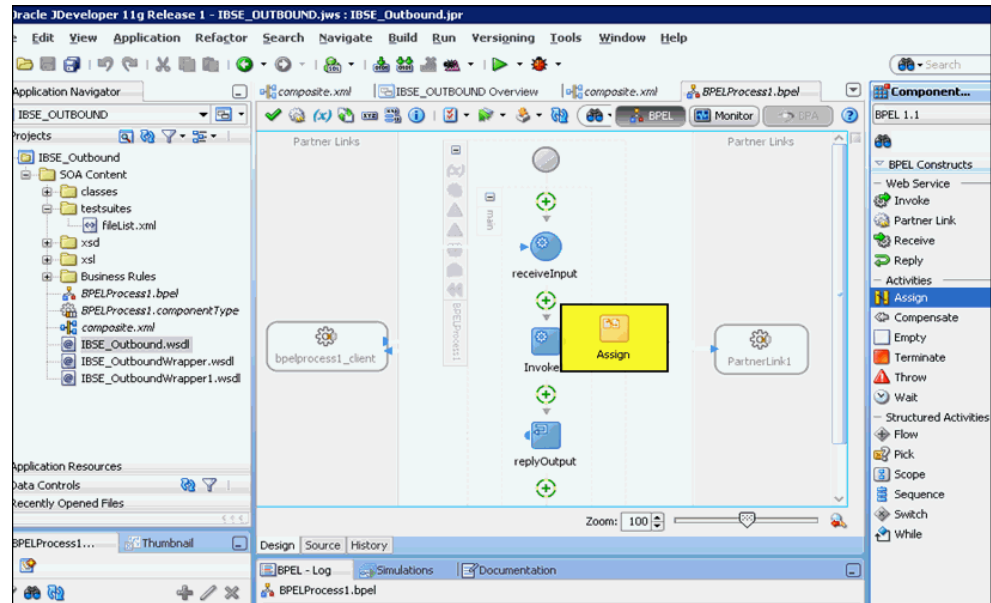 Oracle JDeveloper 11g Release 1 - IBSE_OUTBOUND.jws : IBSE_Outbound.jpr
Edit View Application Refactor Search Navigate Build Run Versioning Tools Window Help
Search
Application Navigator
composite.xml
IBSE_OUTBOUND Overview
composite.xml
BPELProcess1.bpel
Component...
IBSE_OUTBOUND
BPEL
Monitor
BPA
BPEL 1.1
Projects
IBSE_Outbound
SOA Content
classes
testsuites
fileList.xml
xsd
xsl
Business Rules
BPELProcess1.bpel
BPELProcess1.componentType
composite.xml
IBSE_Outbound.wsdl
IBSE_OutboundWrapper.wsdl
IBSE_OutboundWrapper1.wsdl
Application Resources
Data Controls
Recently Opened Files
BPELProcess1...
Thumbnail
Partner Links
Partner Links
(x)
main
BPELProcess1
receiveInput
bpelprocess1_client
Invoke
Assign
PartnerLink1
replyOutput
Zoom: 100
Design Source History
BPEL - Log
Simulations
Documentation
BPELProcess1.bpel
BPEL Constructs
Web Service
Invoke
Partner Link
Receive
Reply
Activities
Assign
Compensate
Empty
Terminate
Throw
Wait
Structured Activities
Flow
Pick
Scope
Sequence
Switch
While